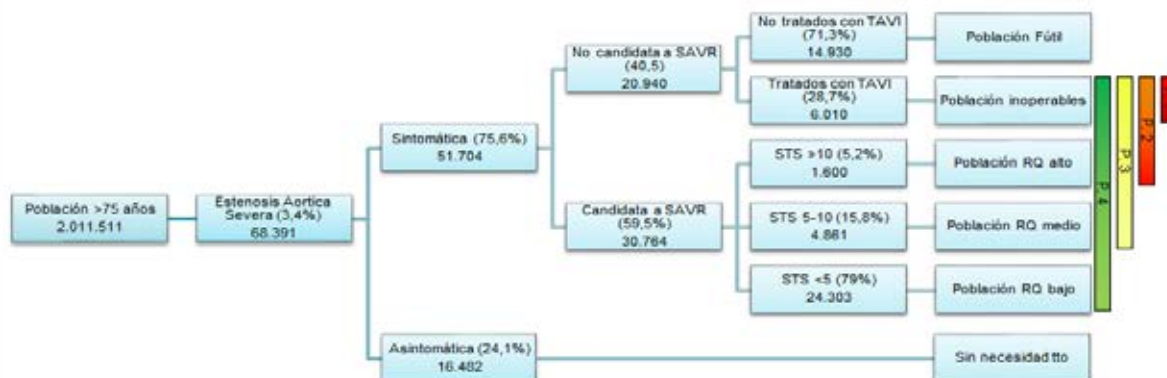 No tratados con TAVI
(71,3%)
14.930
Población Fútil
No candidata a SAVR
(40,5)
20.940
Tratados con TAVI
(28,7%)
6.010
Población inoperables
Sintomática (75,6%)
51.704
STS >10 (5,2%)
1.600
Población RQ alto
Población >75 años
2.011.511
Estenosis Aortica
Severa (3,4%)
68.391
Candidata a SAVR
(59,5%)
30.764
STS 5-10 (15,8%)
4.861
Población RQ medio
STS <5 (79%)
24.303
Población RQ bajo
Asintomática (24,1%)
16.482
Sin necesidad tto
P.4
P.3
P.2